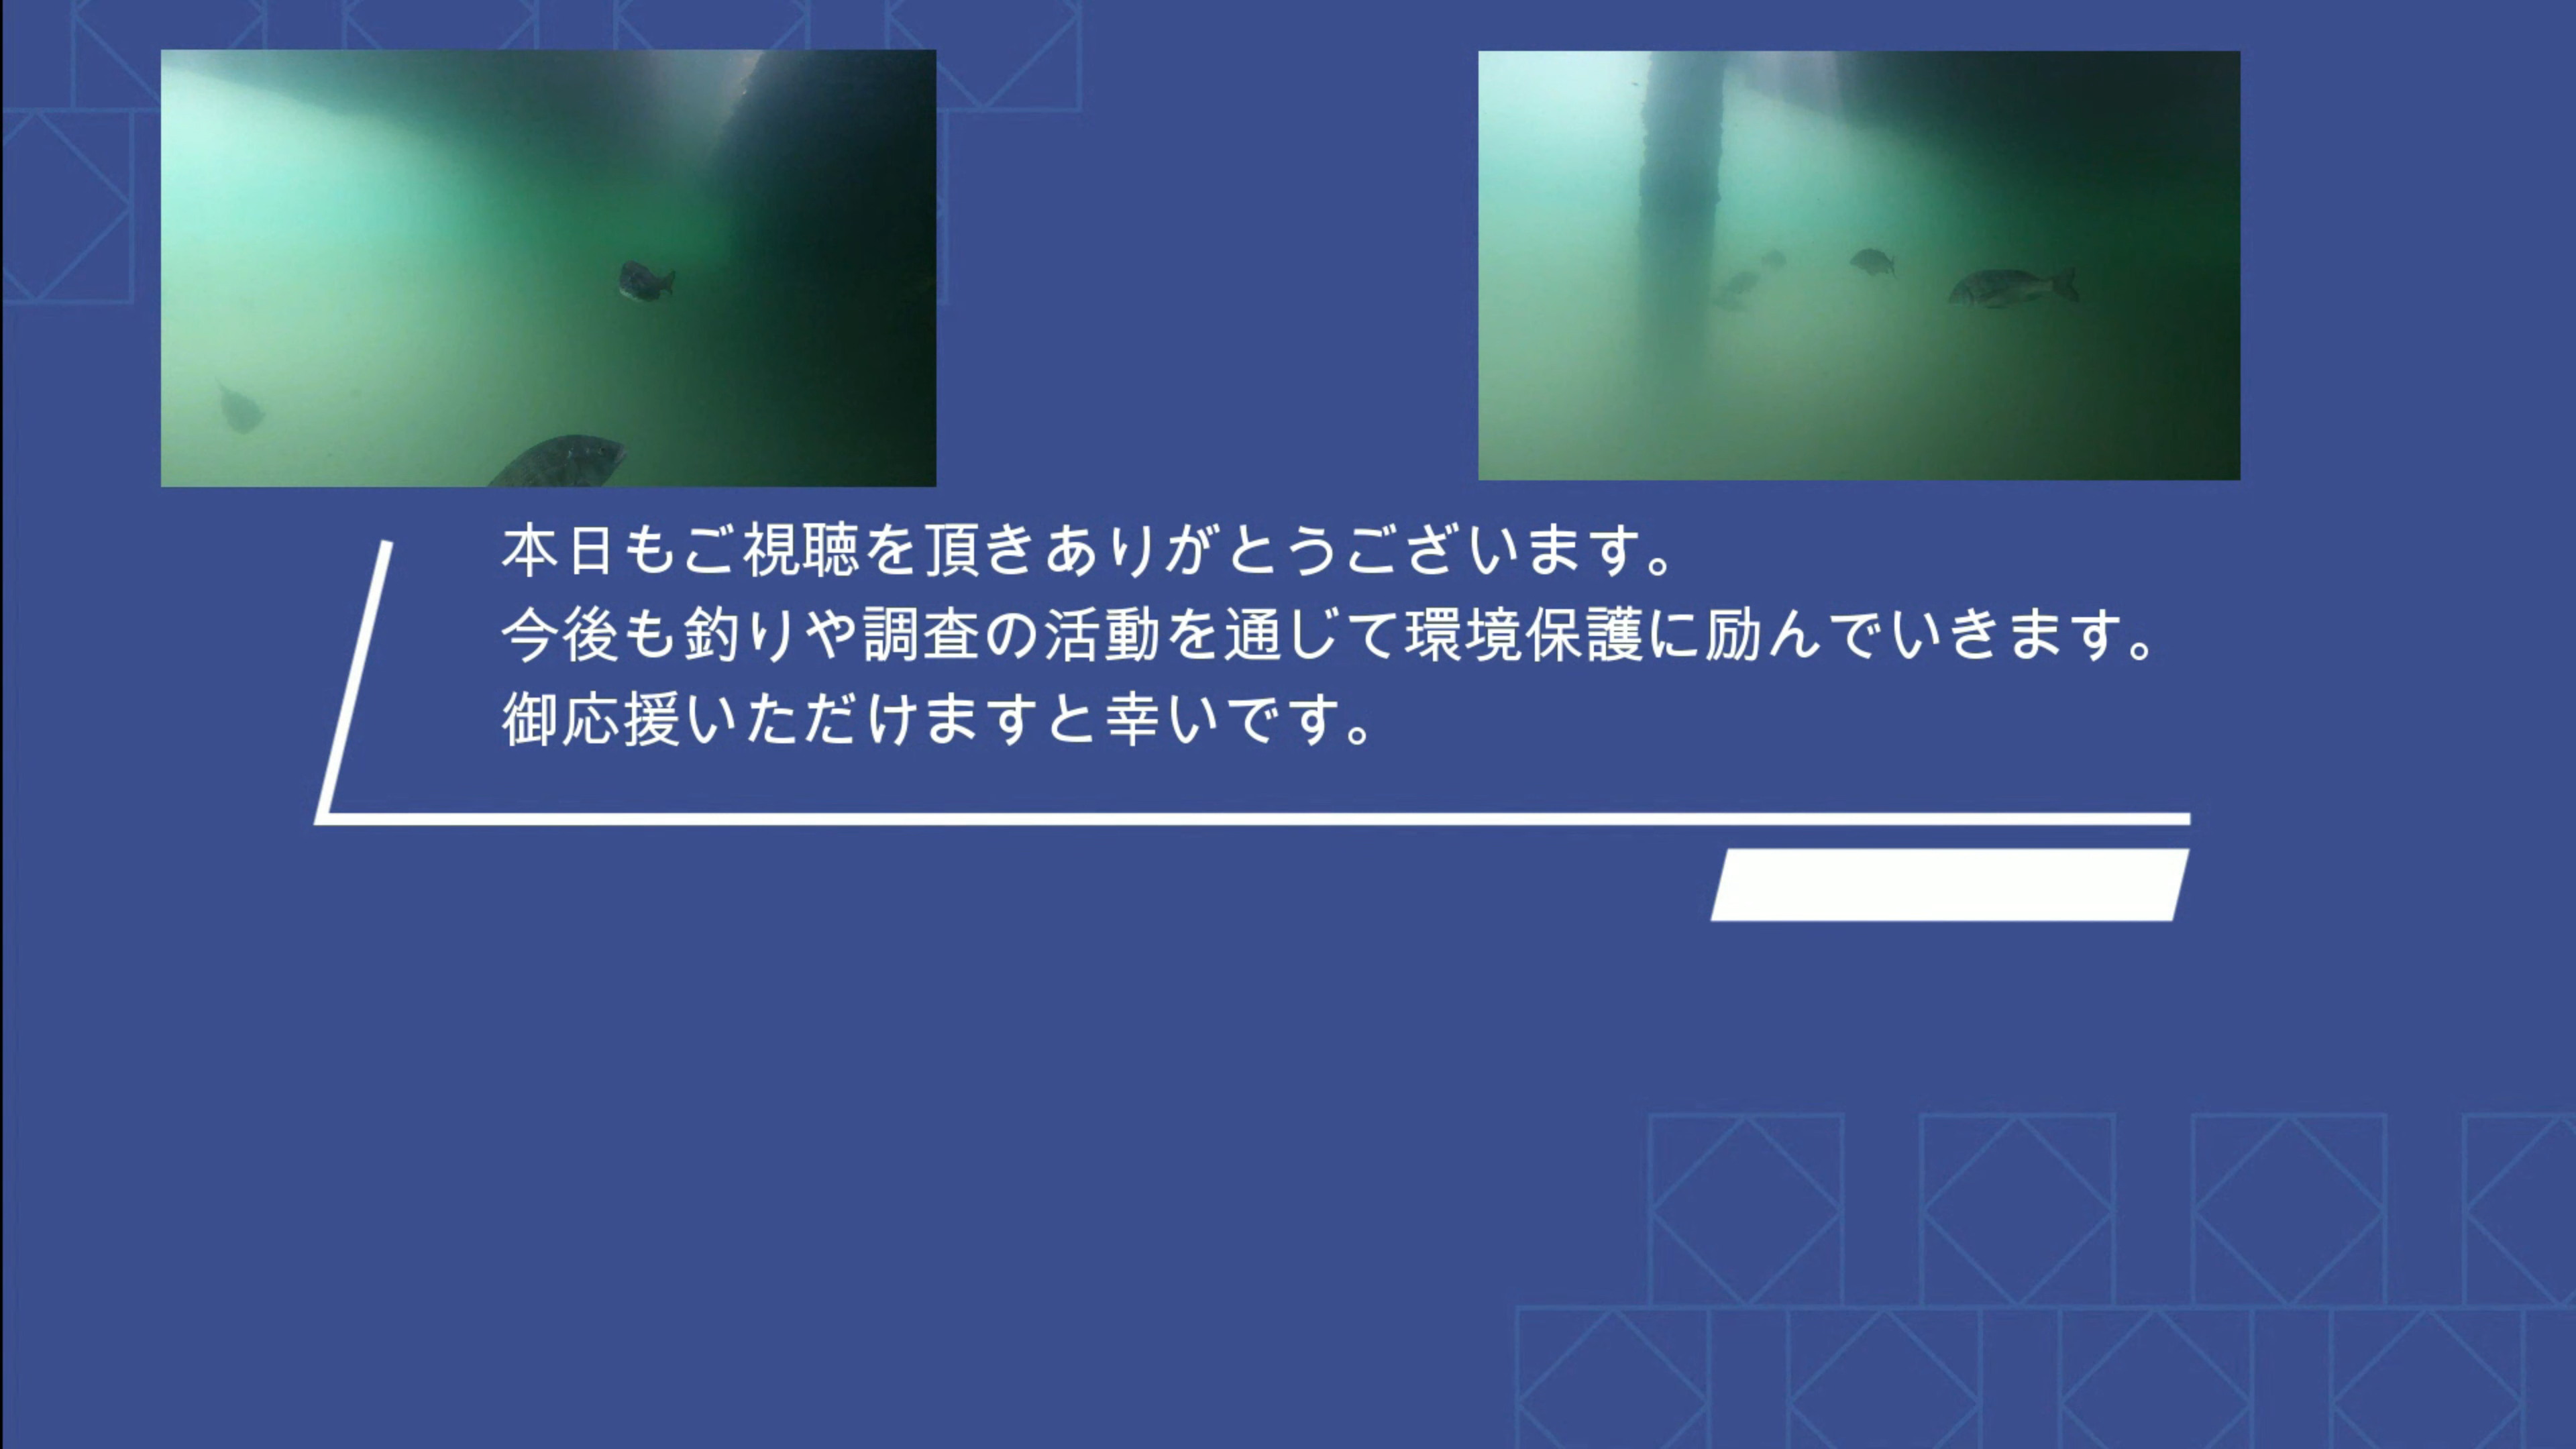 本日もご視聴を頂きありがとうございます。
今後も釣りや調査の活動を通じて環境保護に励んでいきます。
御応援いただけますと幸いです。